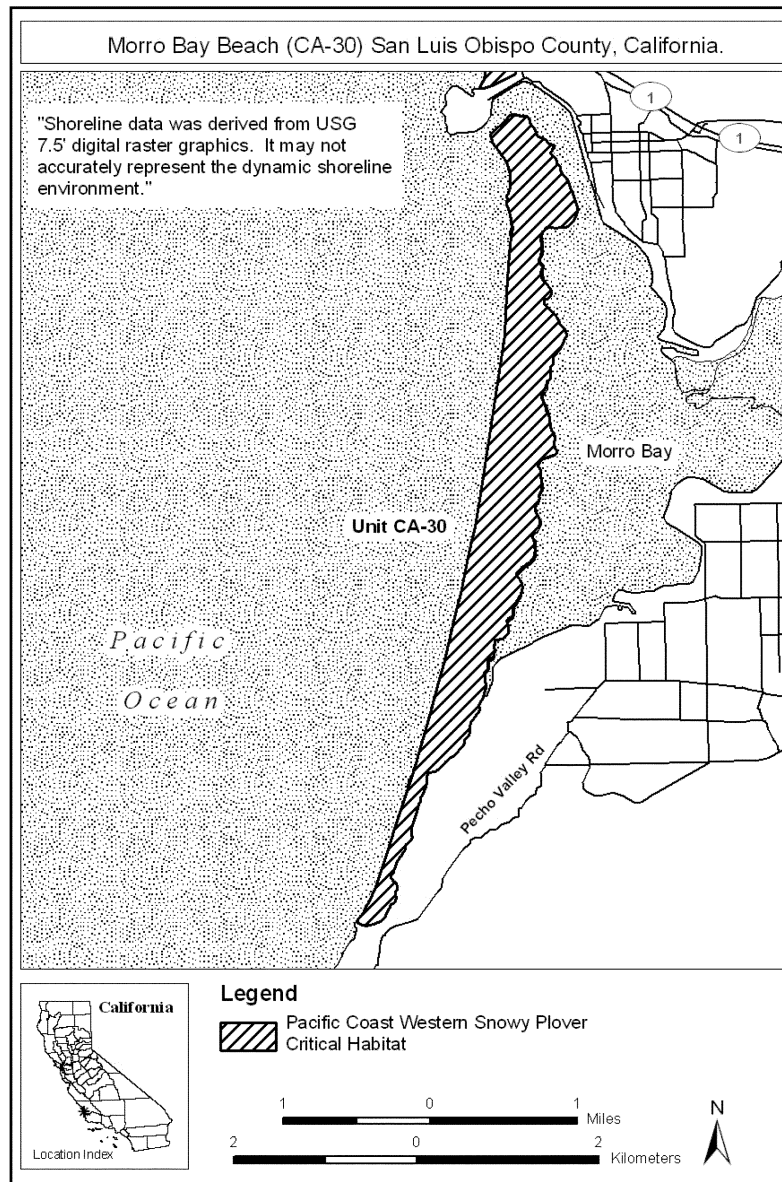 Morro Bay Beach (CA-30) San Luis Obispo County, California.
"Shoreline data was derived from USG
7.5' digital raster graphics. It may not
accurately represent the dynamic shoreline
environment."
1
1
Morro Bay
Unit CA-30
Pacific
Ocean
Pecho Valley Rd
California
Location Index
Legend
Pacific Coast Western Snowy Plover
Critical Habitat
1 0 1 Miles
2 0 2 Kilometers
N